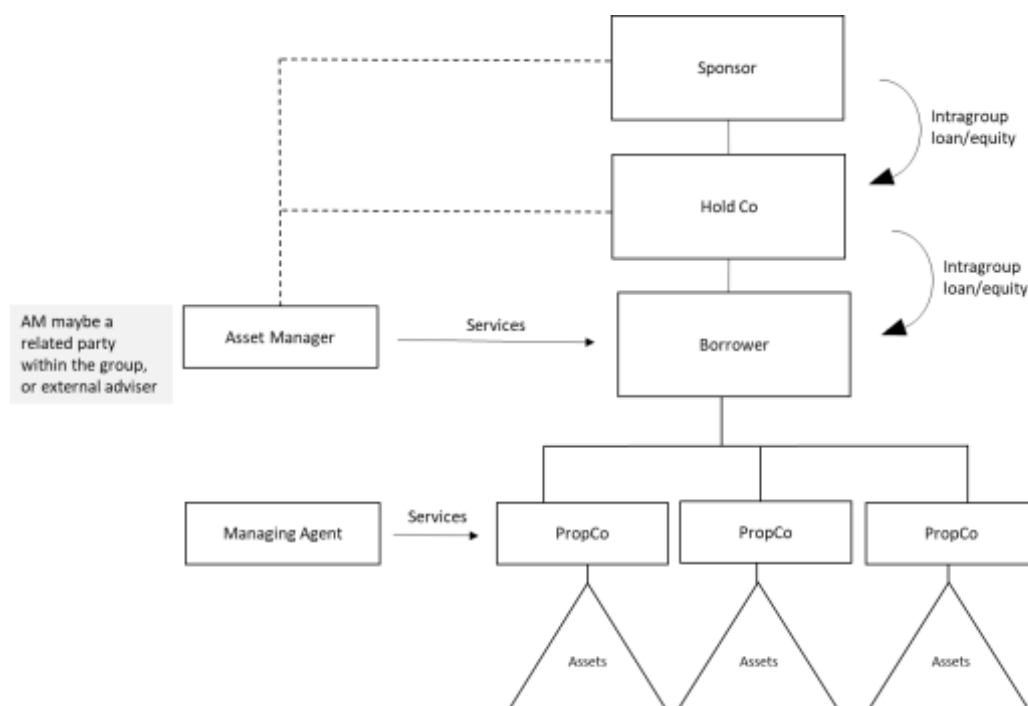 Sponsor
Intragroup
loan/equity
Hold Co
Intragroup
loan/equity
AM maybe a
related party
within the group,
or external adviser
Asset Manager
Services
Borrower
Managing Agent
Services
PropCo
PropCo
PropCo
Assets
Assets
Assets